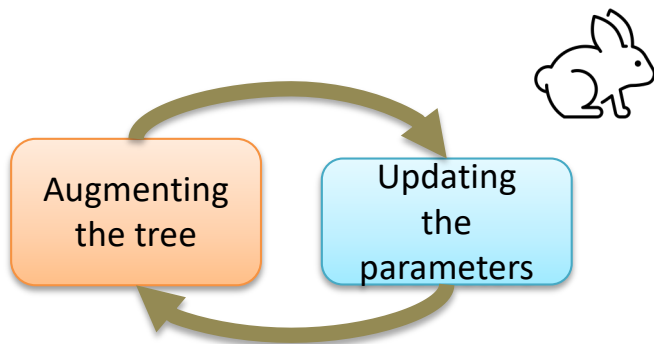 Augmenting
the tree
Updating
the
parameters